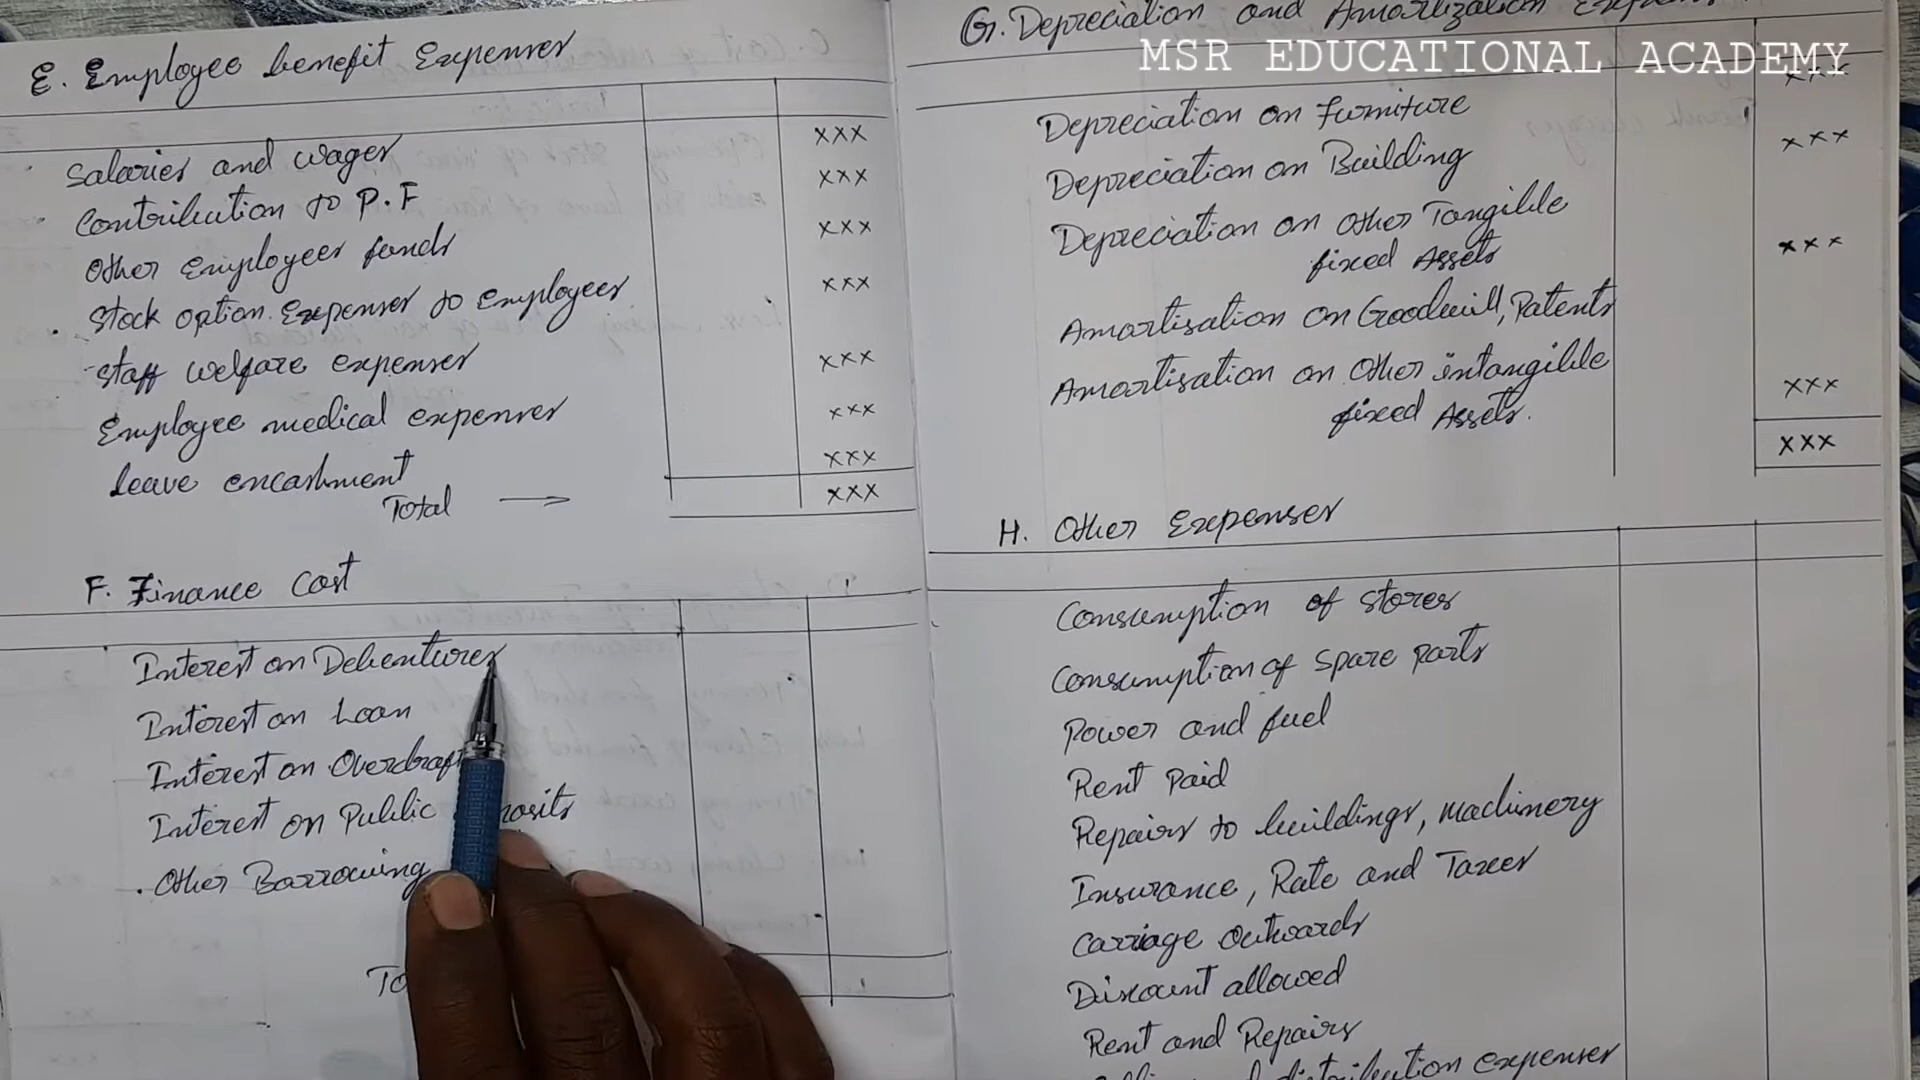 E. Employee benefit Expenses
Salaries and wages xxx
Contribution to P.F xxx
Other Employees funds xxx
Stock option Expenses to Employees xxx
Staff welfare expenses xxx
Employee medical expenses xxx
Leave encashment xxx
Total → xxx
F. Finance Cost
Interest on Debentures
Interest on Loan
Interest on Overdraft
Interest on Public
Other Borrowing
G. Depreciation and Amortization
MSR EDUCATIONAL ACADEMY
xxx
Depreciation on Furniture
Depreciation on Building xxx
Depreciation on Other Tangible
fixed Assets xxx
Amortisation on Goodwill, Patents
Amortisation on Other intangible
fixed Assets. xxx
xxx
H. Other Expenses
Consumption of Stores
Consumption of Spare Parts
Power and fuel
Rent Paid
Repairs to buildings, Machinery
Insurance, Rate and Taxes
Carriage Outwards
Discount allowed
Rent and Repairs
distribution expenses